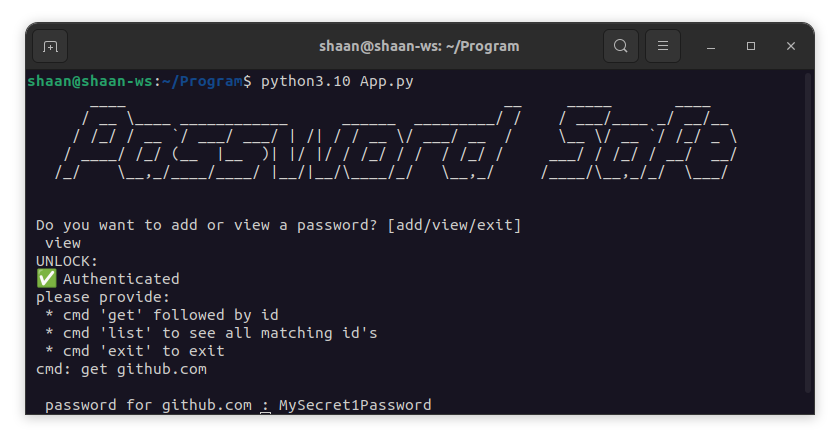 shaan@shaan-ws: ~/Program
shaan@shaan-ws:~/Program$ python3.10 App.py
Password Safe
Do you want to add or view a password? [add/view/exit]
view
UNLOCK:
✅ Authenticated
please provide:
* cmd 'get' followed by id
* cmd 'list' to see all matching id's
* cmd 'exit' to exit
cmd: get github.com
password for github.com : MySecret1Password